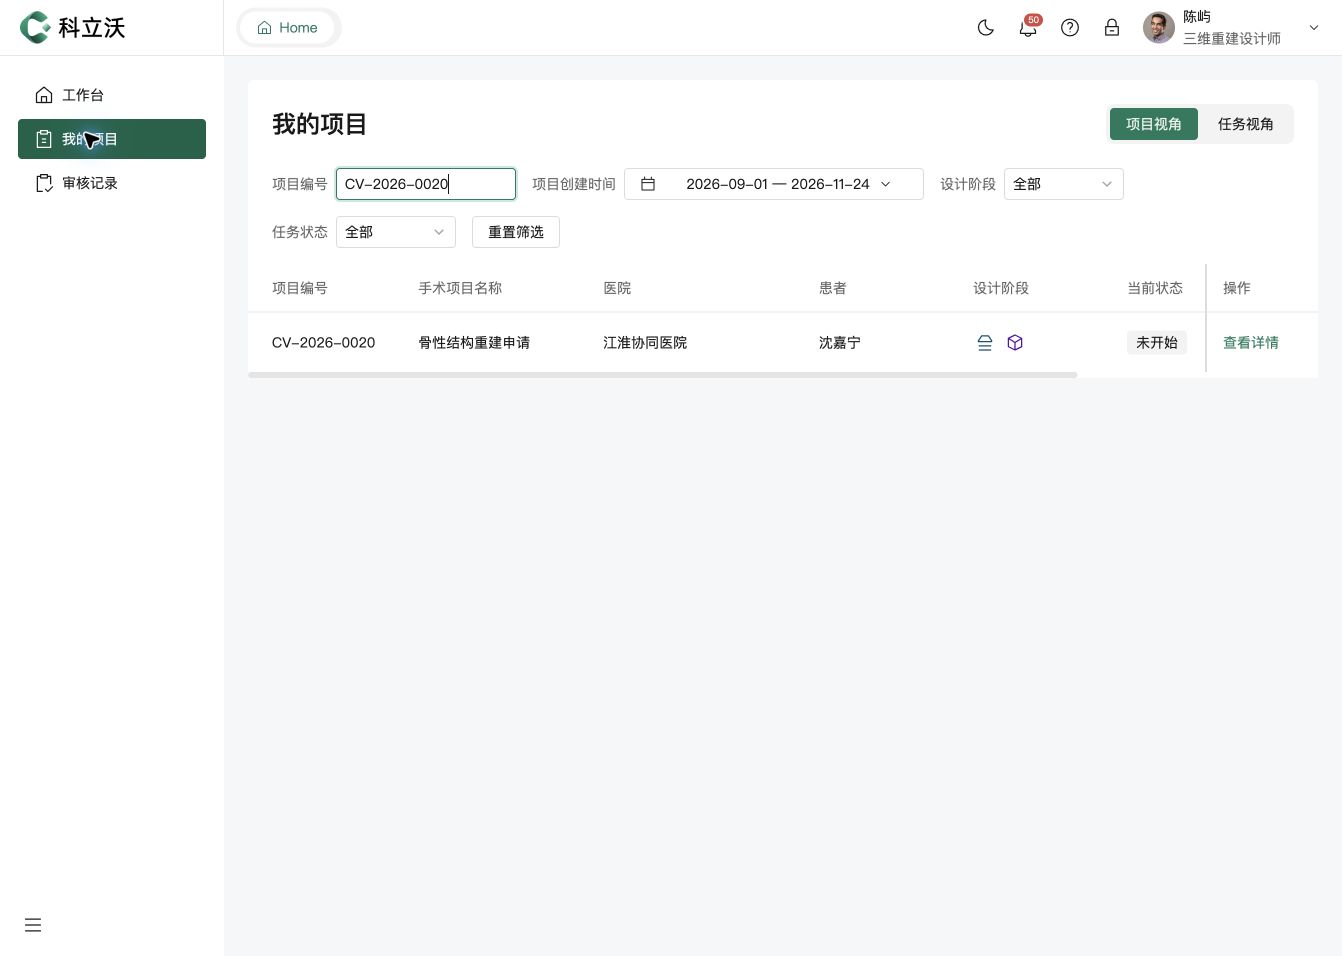 科立沃
Home
50
陈屿
三维重建设计师
工作台
我的项目
审核记录
我的项目
项目视角
任务视角
项目编号
CV-2026-0020
项目创建时间
2026-09-01 — 2026-11-24
设计阶段
全部
任务状态
全部
重置筛选
项目编号 手术项目名称 医院 患者 设计阶段 当前状态 操作
CV-2026-0020 骨性结构重建申请 江淮协同医院 沈嘉宁 未开始 查看详情